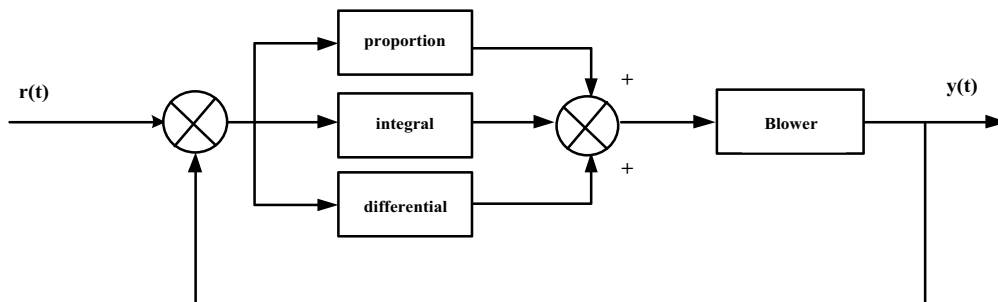 proportion
r(t)
+
y(t)
integral
Blower
+
differential